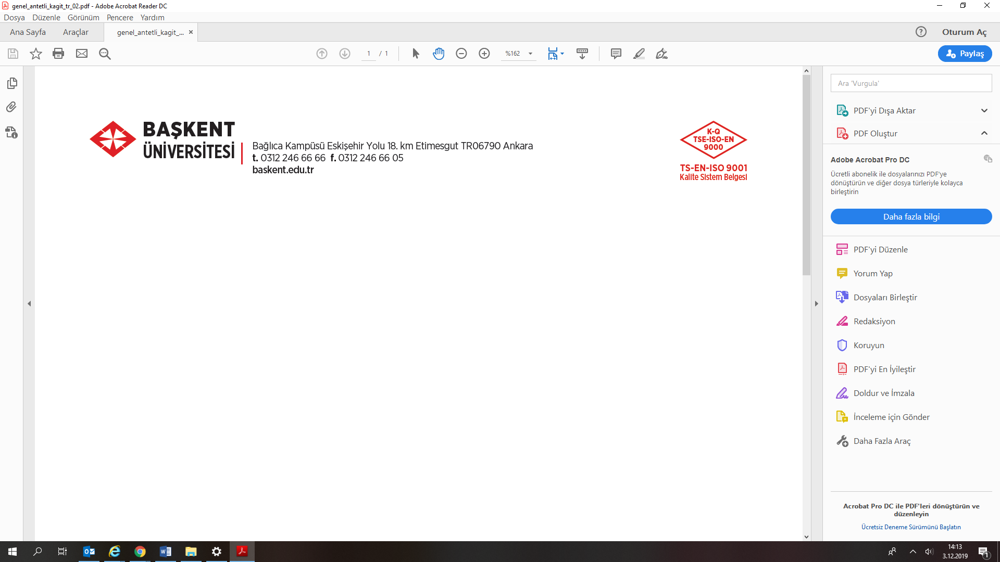 genel_antetli_kagit_tr_02.pdf - Adobe Acrobat Reader DC
Dosya Düzenle Görünüm Pencere Yardım
Ana Sayfa Araçlar genel_antetli_kagit_... × ? Oturum Aç
1 / 1 %162 Paylaş
BAŞKENT
ÜNİVERSİTESİ
Bağlıca Kampüsü Eskişehir Yolu 18. km Etimesgut TR06790 Ankara
t. 0312 246 66 66 f. 0312 246 66 05
baskent.edu.tr
K-Q
TSE-ISO-EN
9000
TS-EN-ISO 9001
Kalite Sistem Belgesi
Ara 'Vurgula'
PDF'yi Dışa Aktar
PDF Oluştur
Adobe Acrobat Pro DC
Ücretli abonelik ile dosyalarınızı PDF'ye
dönüştürün ve diğer dosya türleriyle kolayca
birleştirin
Daha fazla bilgi
PDF'yi Düzenle
Yorum Yap
Dosyaları Birleştir
Redaksiyon
Koruyun
PDF'yi En İyileştir
Doldur ve İmzala
İnceleme için Gönder
Daha Fazla Araç
Acrobat Pro DC ile PDF'leri dönüştürün ve
düzenleyin
Ücretsiz Deneme Sürümünü Başlatın
14:13
3.12.2019
1